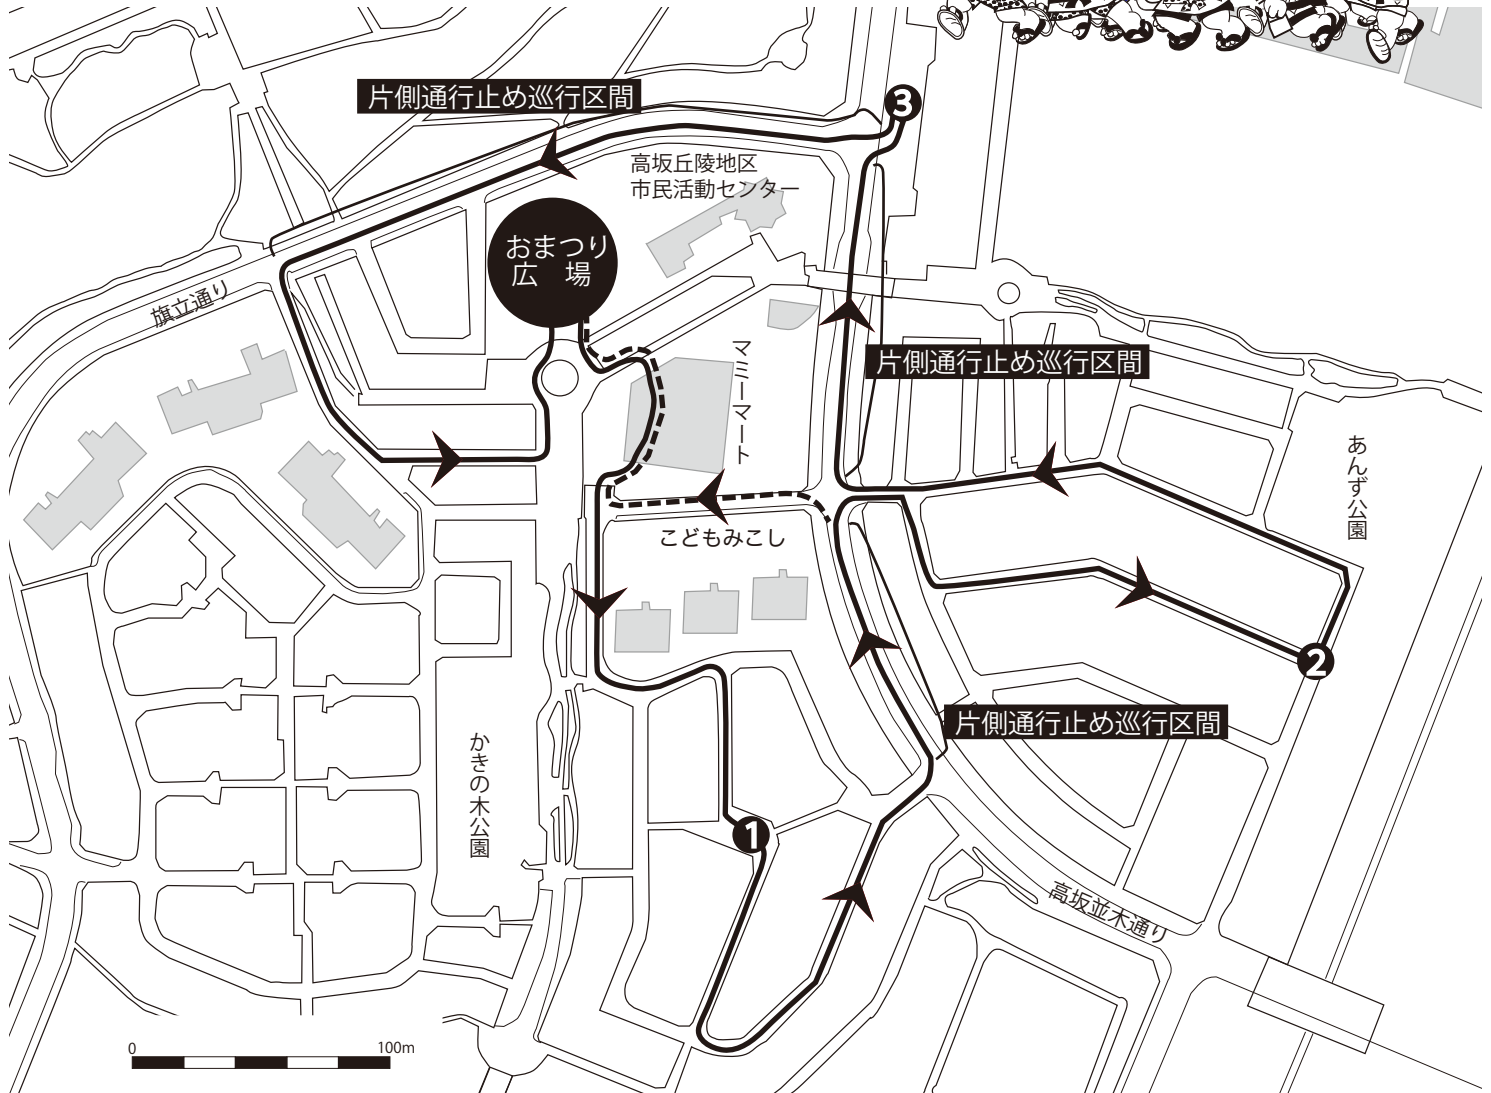 片側通行止め巡行区間
3
高坂丘陵地区
市民活動センター
おまつり
広　場
旗立通り
マミーマート
片側通行止め巡行区間
あんず公園
こどもみこし
2
片側通行止め巡行区間
かきの木公園
1
高坂並木通り
0 100m